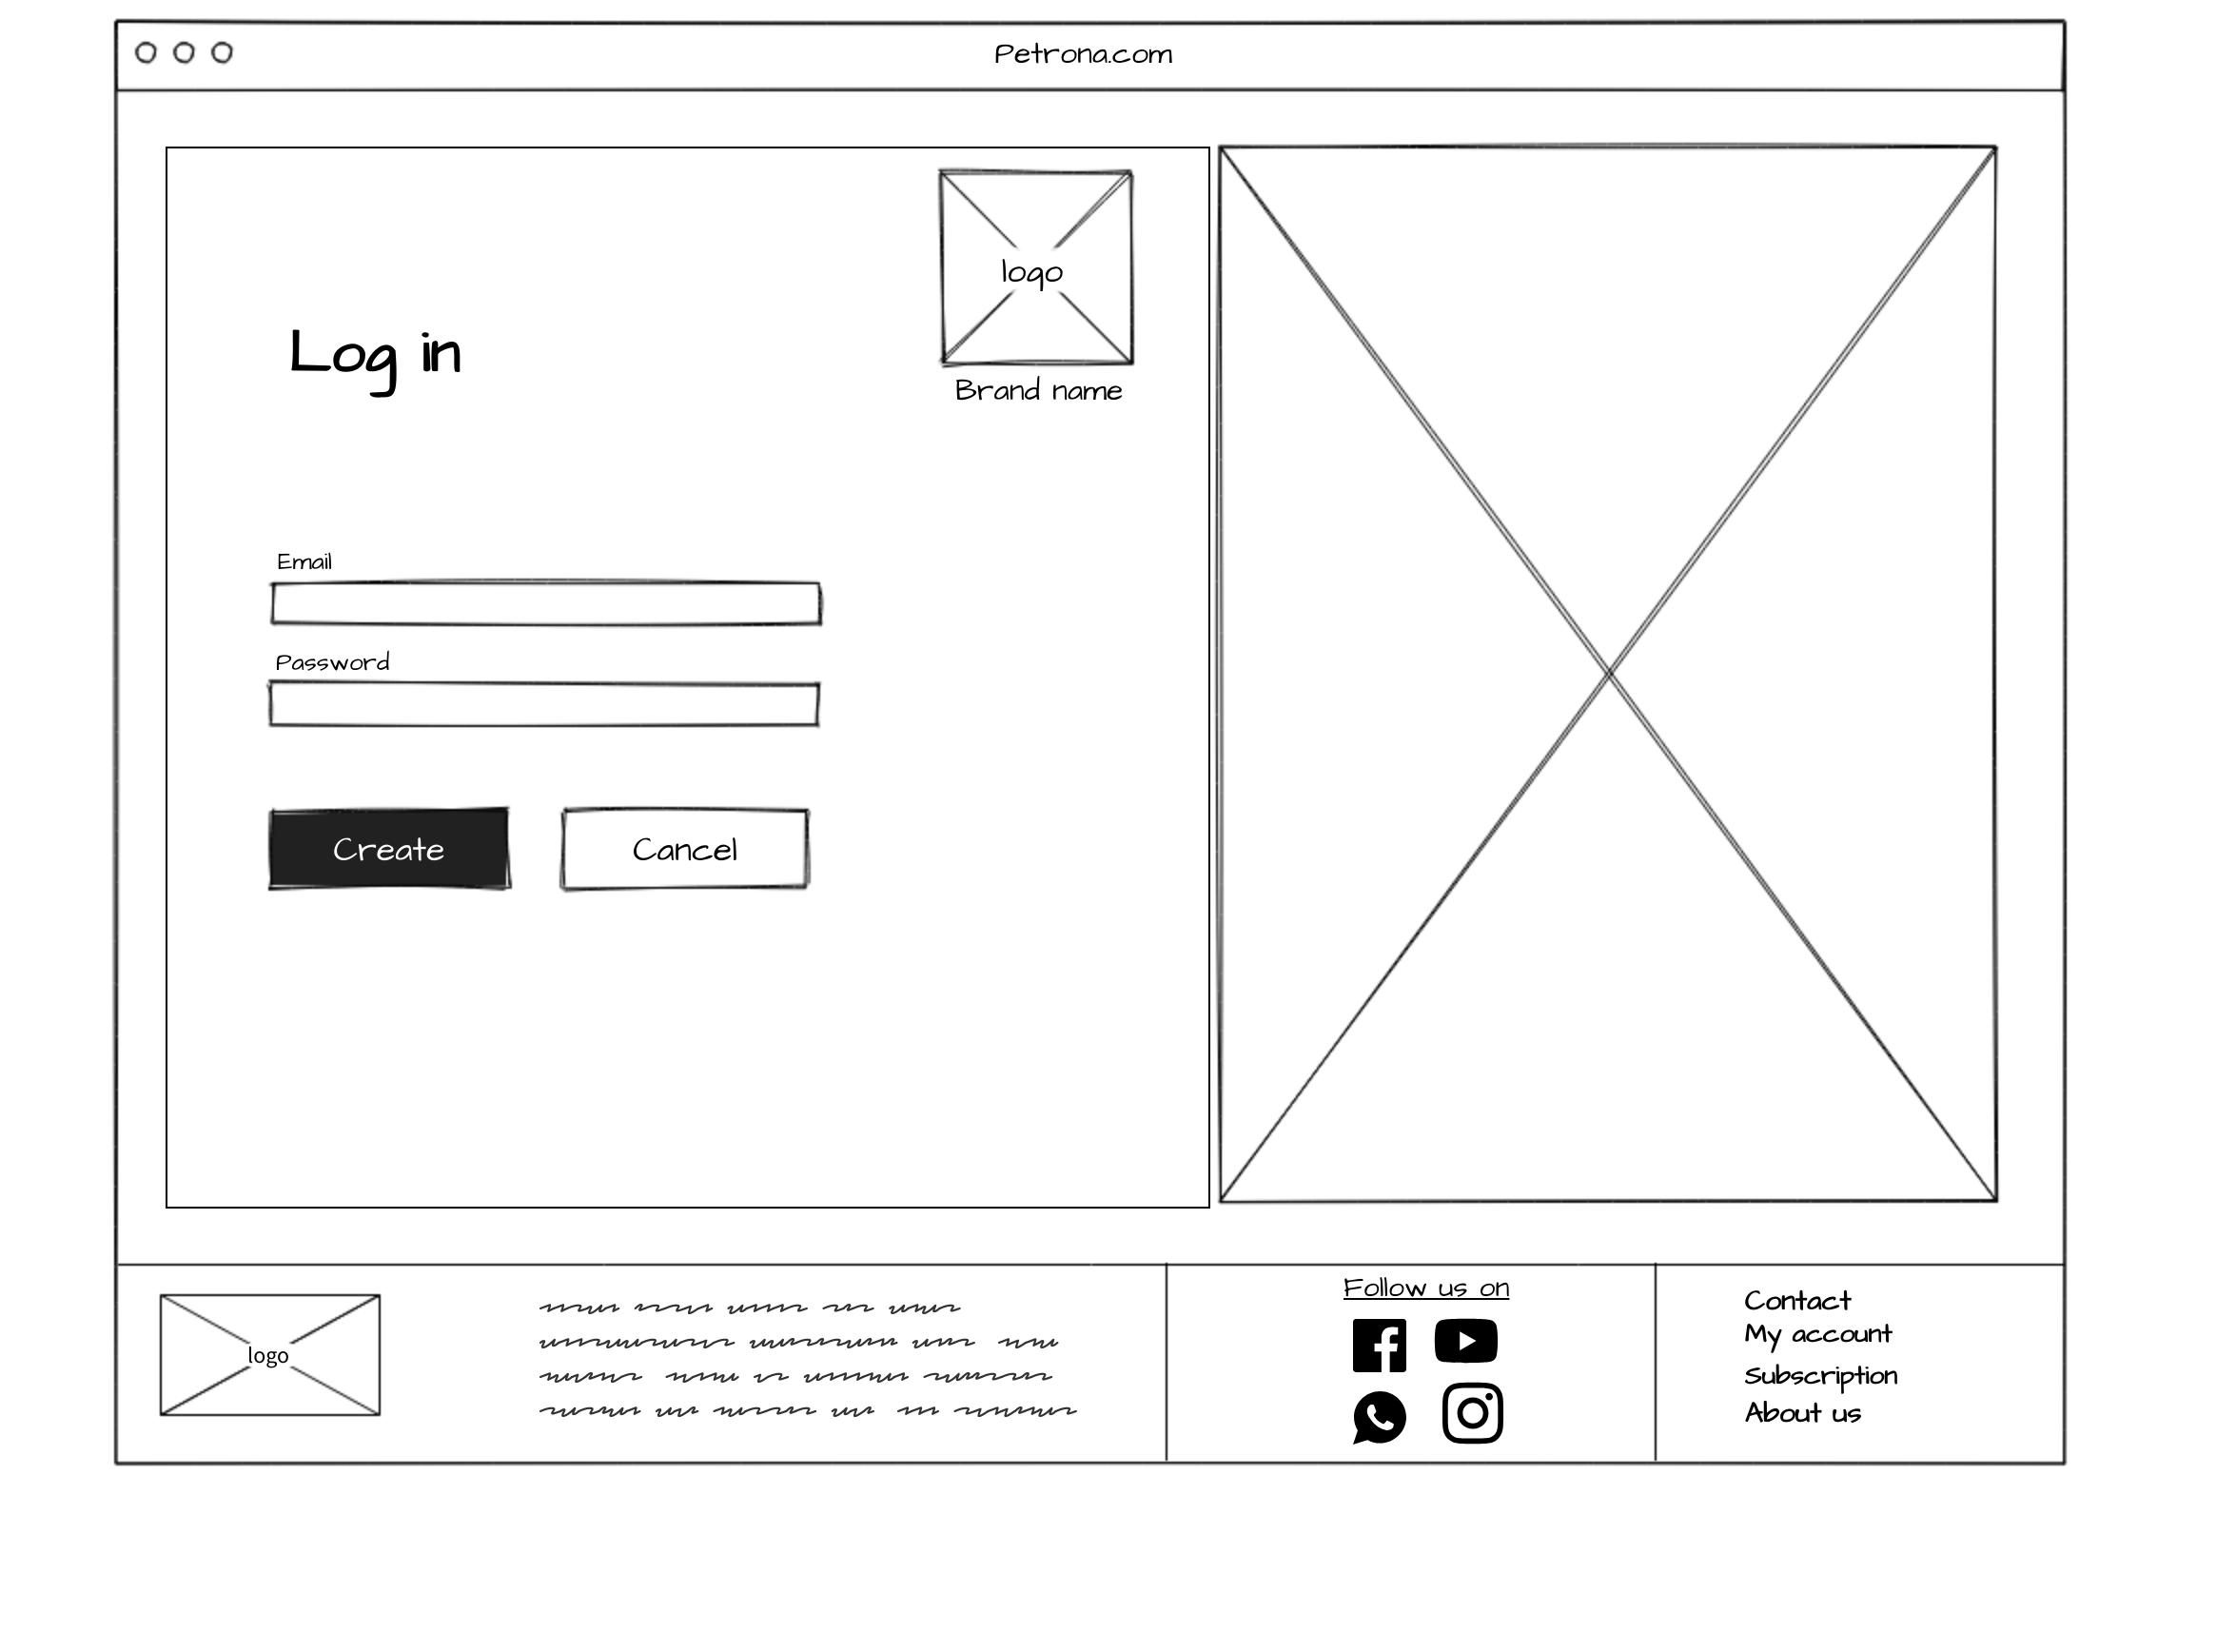 Petrona.com
logo
Brand name
Log in
Email
Password
Create
Cancel
logo
Follow us on
Contact
My account
Subscription
About us